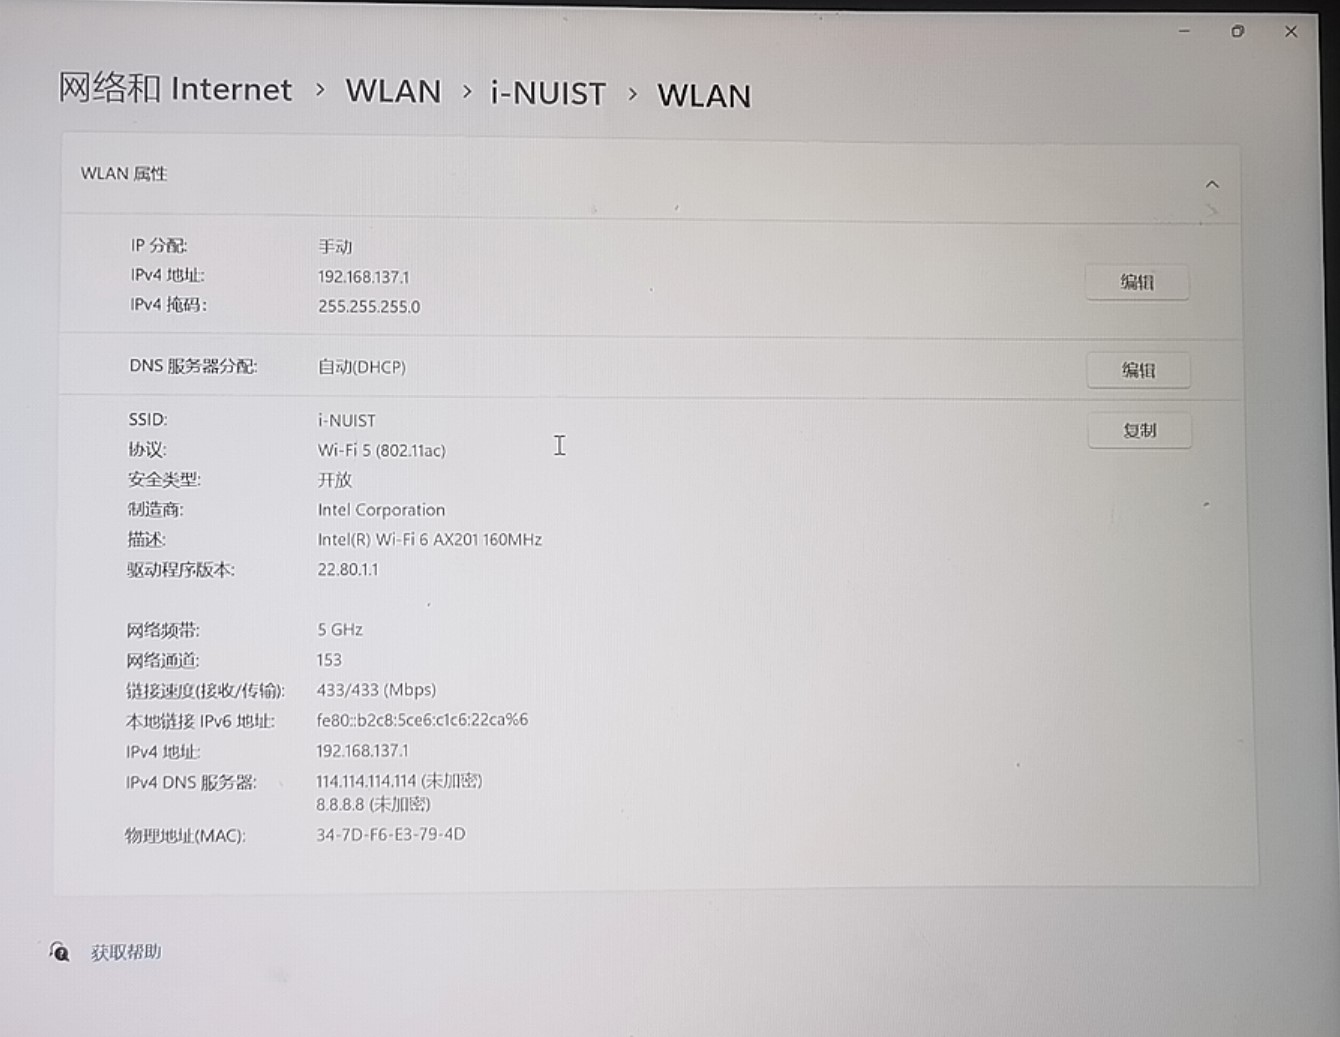 网络和 Internet > WLAN > i-NUIST > WLAN
WLAN 属性
IP 分配: 手动
IPv4 地址: 192.168.137.1
IPv4 掩码: 255.255.255.0
编辑
DNS 服务器分配: 自动(DHCP)
编辑
SSID: i-NUIST
复制
协议: Wi-Fi 5 (802.11ac)
安全类型: 开放
制造商: Intel Corporation
描述: Intel(R) Wi-Fi 6 AX201 160MHz
驱动程序版本: 22.80.1.1
网络频带: 5 GHz
网络通道: 153
链接速度(接收/传输): 433/433 (Mbps)
本地链接 IPv6 地址: fe80::b2c8:5ce6:c1c6:22ca%6
IPv4 地址: 192.168.137.1
IPv4 DNS 服务器: 114.114.114.114 (未加密)
8.8.8.8 (未加密)
物理地址(MAC): 34-7D-F6-E3-79-4D
获取帮助